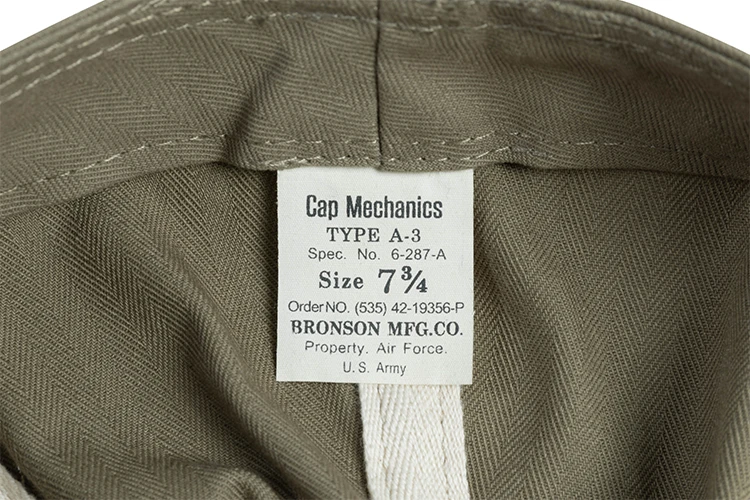 Cap Mechanics
TYPE A-3
Spec. No. 6-287-A
Size 7¾
Order NO. (535) 42-19356-P
BRONSON MFG.CO.
Property. Air Force.
U.S. Army